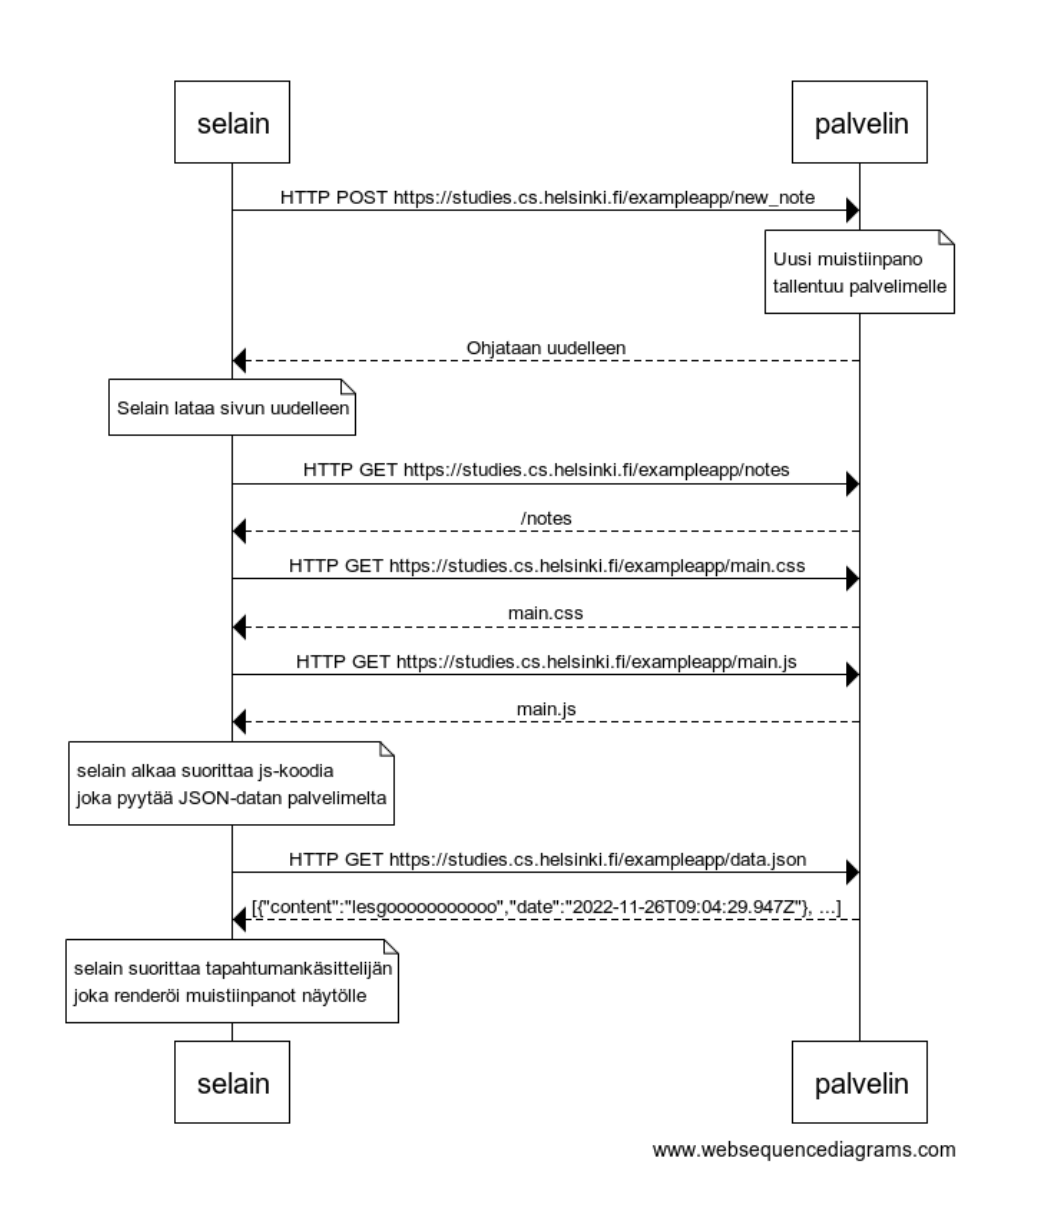 selain
palvelin
HTTP POST https://studies.cs.helsinki.fi/exampleapp/new_note
Uusi muistiinpano
tallentuu palvelimelle
Ohjataan uudelleen
Selain lataa sivun uudelleen
HTTP GET https://studies.cs.helsinki.fi/exampleapp/notes
/notes
HTTP GET https://studies.cs.helsinki.fi/exampleapp/main.css
main.css
HTTP GET https://studies.cs.helsinki.fi/exampleapp/main.js
main.js
selain alkaa suorittaa js-koodia
joka pyytää JSON-datan palvelimelta
HTTP GET https://studies.cs.helsinki.fi/exampleapp/data.json
[{"content":"lesgooooooooooo","date":"2022-11-26T09:04:29.947Z"}, ...]
selain suorittaa tapahtumankäsittelijän
joka renderöi muistiinpanot näytölle
selain
palvelin
www.websequencediagrams.com